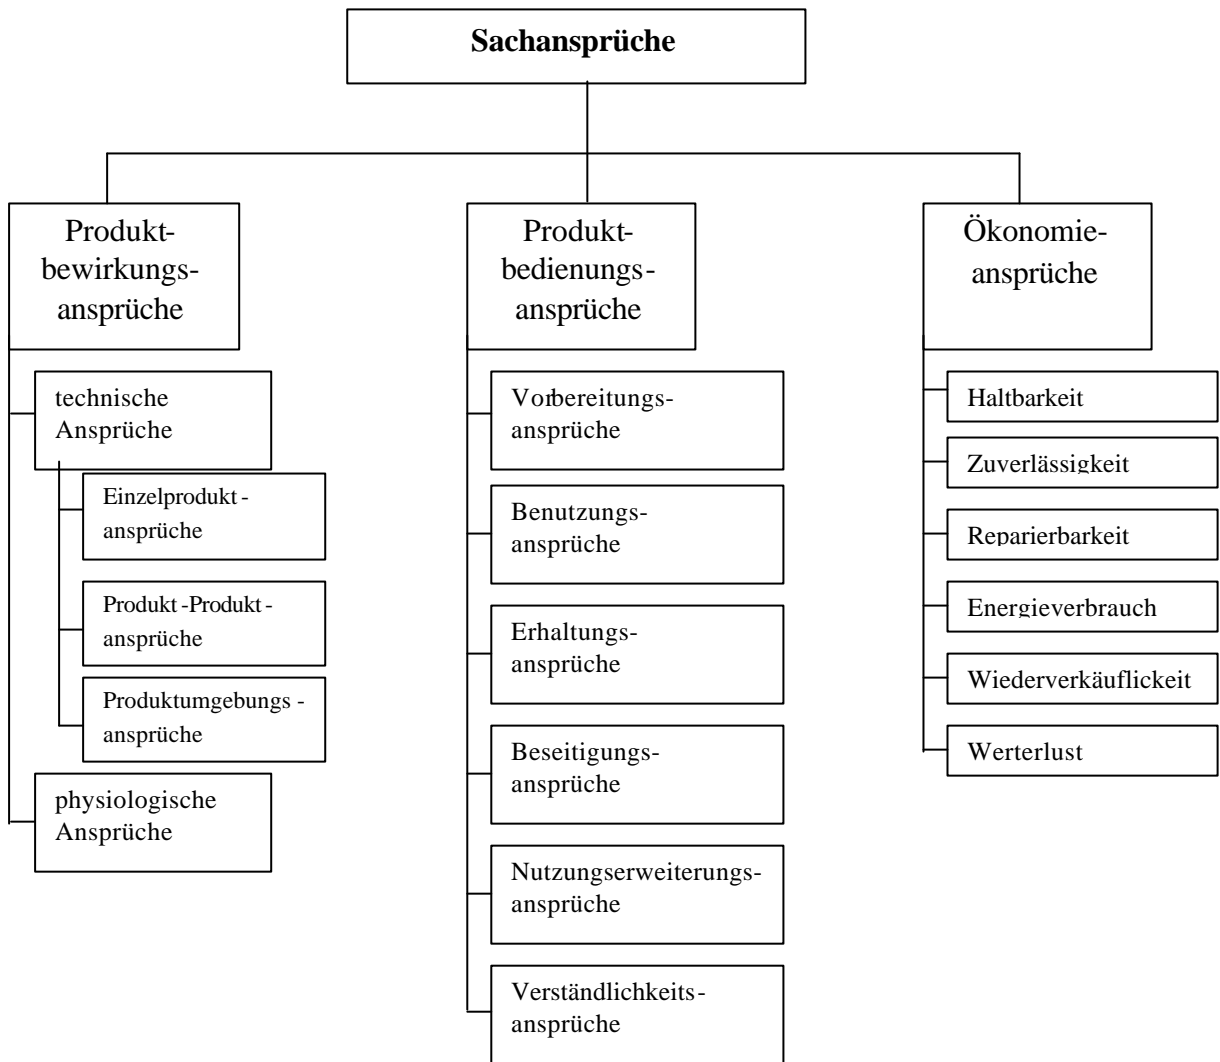 Sachansprüche
Produkt-
bewirkungs-
ansprüche
technische
Ansprüche
Einzelprodukt-
ansprüche
Produkt-Produkt-
ansprüche
Produktumgebungs-
ansprüche
physiologische
Ansprüche
Produkt-
bedienungs-
ansprüche
Vorbereitungs-
ansprüche
Benutzungs-
ansprüche
Erhaltungs-
ansprüche
Beseitigungs-
ansprüche
Nutzungserweiterungs-
ansprüche
Verständlichkeits-
ansprüche
Ökonomie-
ansprüche
Haltbarkeit
Zuverlässigkeit
Reparierbarkeit
Energieverbrauch
Wiederverkäuflickeit
Werterlust